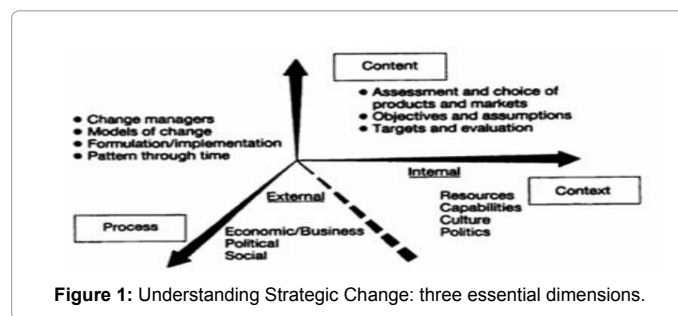 Content
• Assessment and choice of
products and markets
• Objectives and assumptions
• Targets and evaluation
• Change managers
• Models of change
• Formulation/implementation
• Pattern through time
Internal
Context
Resources
Capabilities
Culture
Politics
External
Process
Economic/Business
Political
Social
Figure 1: Understanding Strategic Change: three essential dimensions.